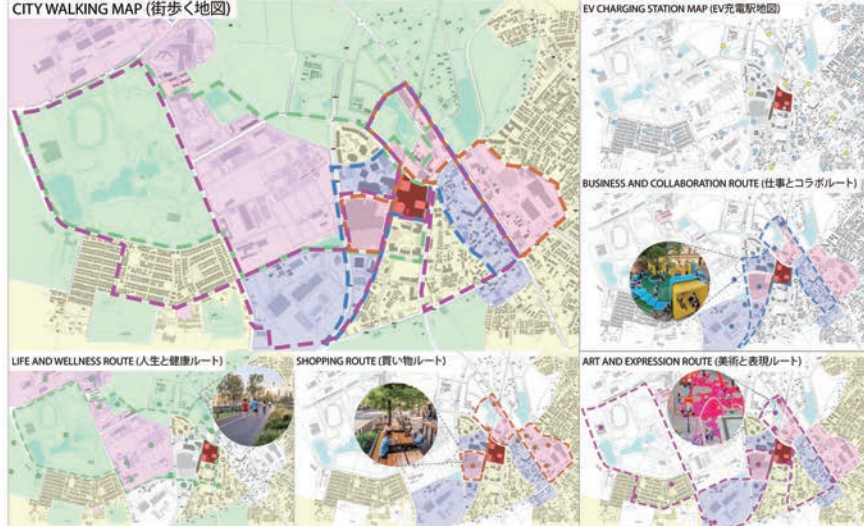 CITY WALKING MAP (街歩く地図)
EV CHARGING STATION MAP (EV充電駅地図)
BUSINESS AND COLLABORATION ROUTE (仕事とコラボルート)
LIFE AND WELLNESS ROUTE (人生と健康ルート)
SHOPPING ROUTE (買い物ルート)
ART AND EXPRESSION ROUTE (美術と表現ルート)